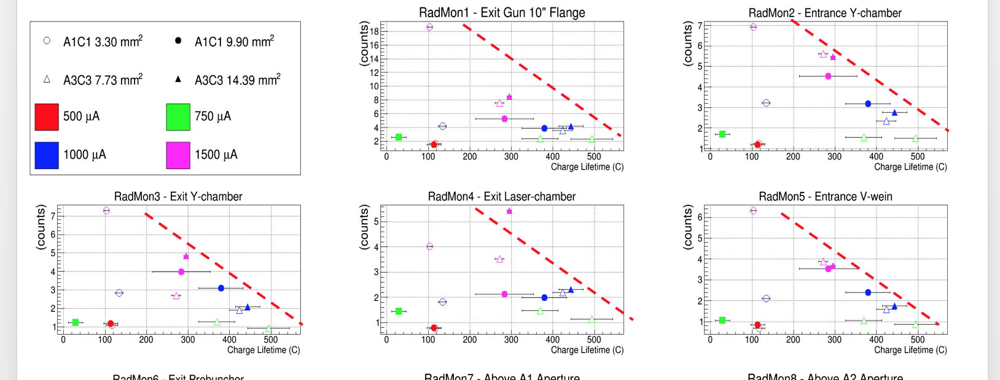 A1C1 3.30 mm²
A1C1 9.90 mm²
A3C3 7.73 mm²
A3C3 14.39 mm²
500 μA
750 μA
1000 μA
1500 μA
RadMon1 - Exit Gun 10" Flange
(counts)
18
16
14
12
10
8
6
4
2
0 100 200 300 400 500
Charge Lifetime (C)
RadMon2 - Entrance Y-chamber
(counts)
7
6
5
4
3
2
1
0 100 200 300 400 500
Charge Lifetime (C)
RadMon3 - Exit Y-chamber
(counts)
7
6
5
4
3
2
1
0 100 200 300 400 500
Charge Lifetime (C)
RadMon4 - Exit Laser-chamber
(counts)
5
4
3
2
1
0 100 200 300 400 500
Charge Lifetime (C)
RadMon5 - Entrance V-wein
(counts)
6
5
4
3
2
1
0 100 200 300 400 500
Charge Lifetime (C)
RadMon6 - Exit Prebuncher
RadMon7 - Above A1 Aperture
RadMon8 - Above A2 Aperture